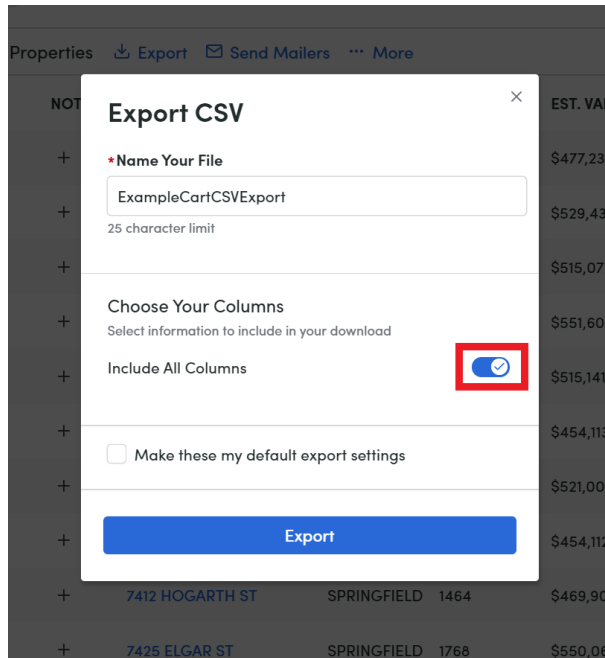 Properties Export Send Mailers ··· More
NOT
EST. VAL
Export CSV
*Name Your File
ExampleCartCSVExport
25 character limit
Choose Your Columns
Select information to include in your download
Include All Columns
Make these my default export settings
Export
+ $477,23
+ $529,43
+ $515,07
+ $551,60
+ $515,141
+ $454,113
+ $521,00
+ $454,112
+ 7412 HOGARTH ST SPRINGFIELD 1464 $469,90
+ 7425 ELGAR ST SPRINGFIELD 1768 $550,06